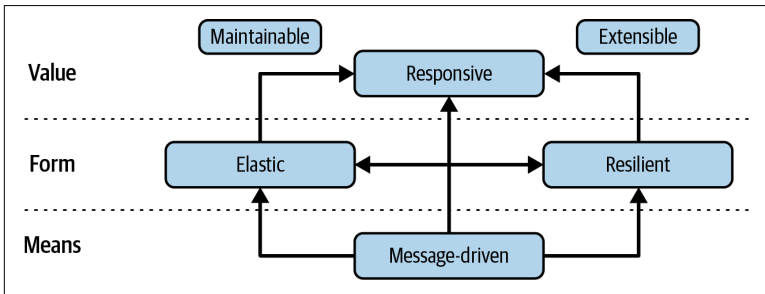 Maintainable
Extensible
Value
Responsive
Form
Elastic
Resilient
Means
Message-driven